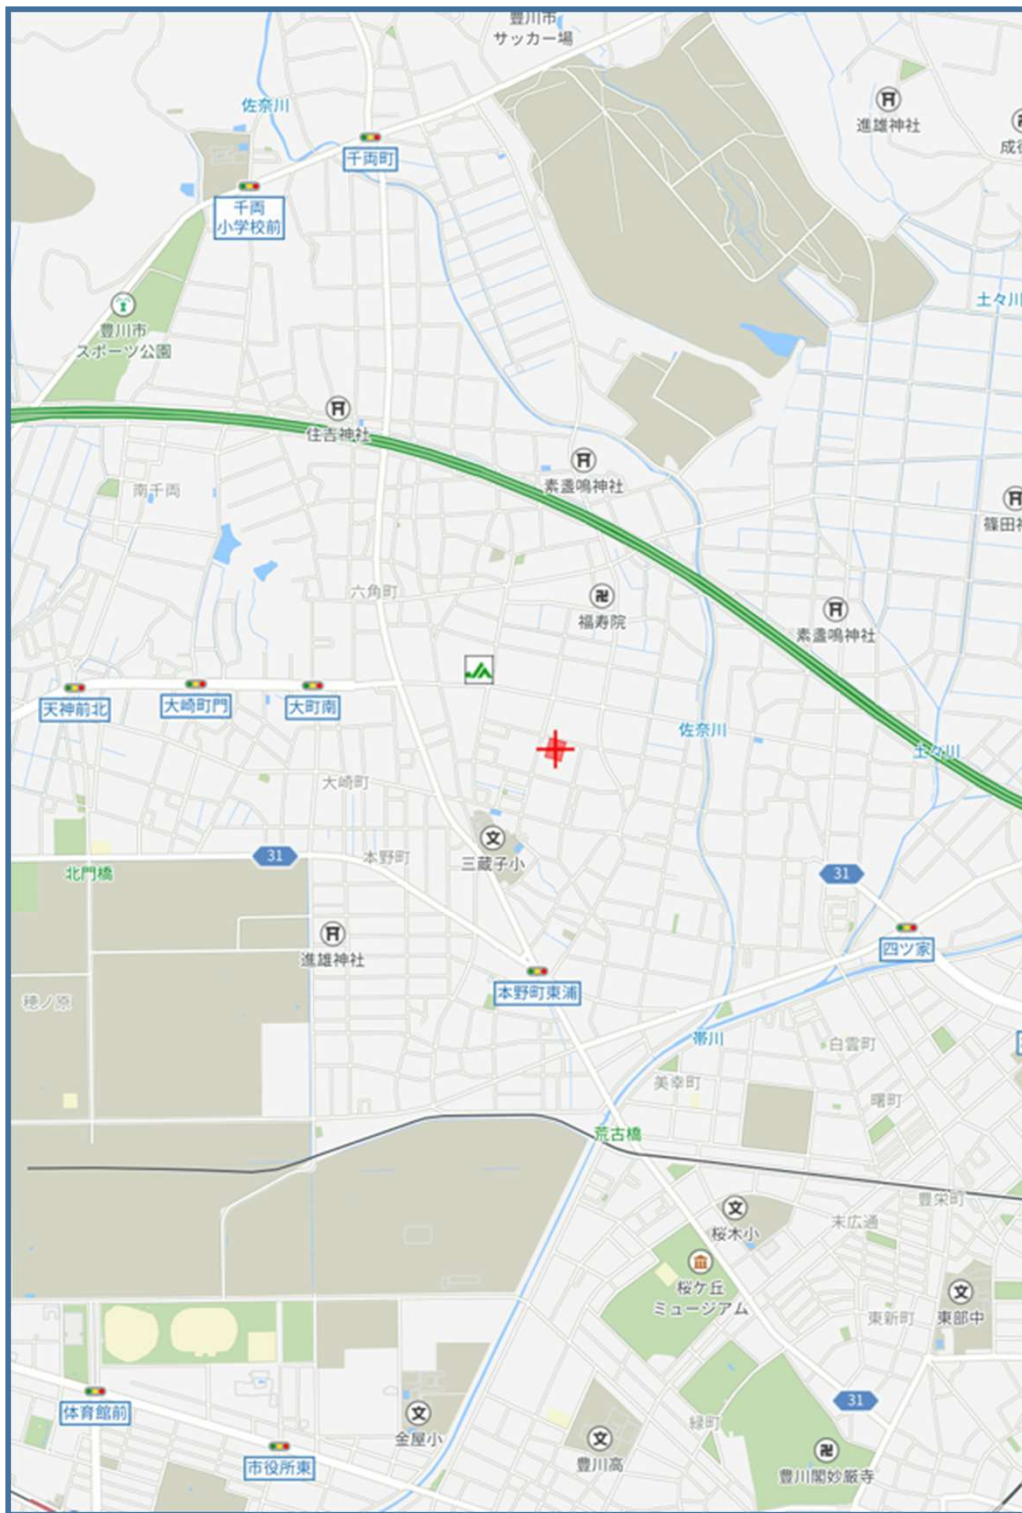 豊川市
サッカー場
佐奈川
進雄神社
千両町
千両
小学校前
土々川
豊川市
スポーツ公園
住吉神社
素盞鳴神社
南千両
六角町
福寿院
素盞鳴神社
天神前北
大崎町門
大町南
佐奈川
土々川
大崎町
31
本野町
三蔵子小
31
北門橋
進雄神社
四ツ家
本野町東浦
穂ノ原
帯川
白雲町
美幸町
曙町
荒古橋
豊栄町
末広通
桜木小
桜ケ丘
ミュージアム
東新町
東部中
31
体育館前
金屋小
緑町
市役所東
豊川高
豊川閣妙厳寺